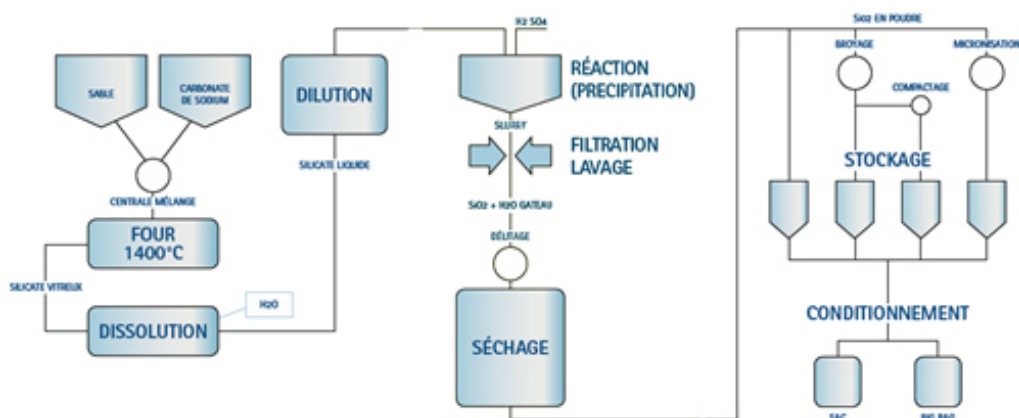 SABLE
CARBONATE
DE SODIUM
CENTRALE MÉLANGE
FOUR
1400°C
SILICATE VITREUX
DISSOLUTION
H2O
DILUTION
SILICATE LIQUIDE
H2 SO4
RÉACTION
(PRECIPITATION)
SLURRY
FILTRATION
LAVAGE
SiO2 + H2O GATEAU
DÉLITAGE
SÉCHAGE
SiO2 EN POUDRE
BROYAGE
MICRONISATION
COMPACTAGE
STOCKAGE
CONDITIONNEMENT
SAC
BIG BAG